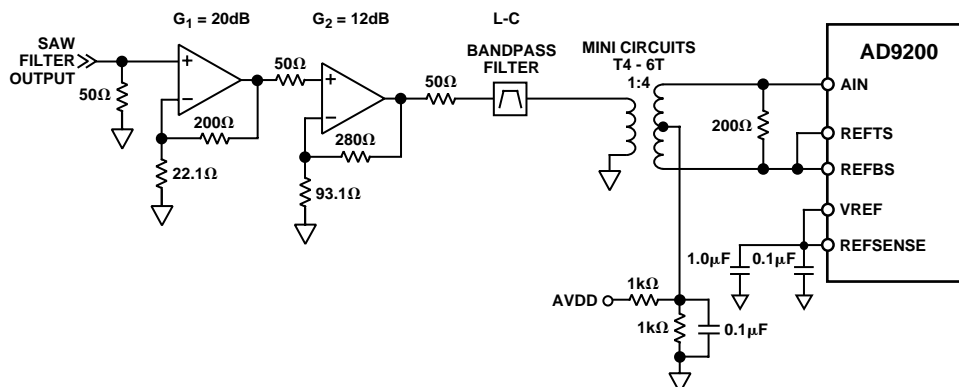 G1 = 20dB
G2 = 12dB
L-C
BANDPASS
FILTER
MINI CIRCUITS
T4 - 6T
1:4
AD9200
SAW
FILTER
OUTPUT
50Ω
+
−
200Ω
22.1Ω
50Ω
+
−
280Ω
93.1Ω
50Ω
200Ω
AIN
REFTS
REFBS
VREF
REFSENSE
1.0µF
0.1µF
AVDD
1kΩ
1kΩ
0.1µF